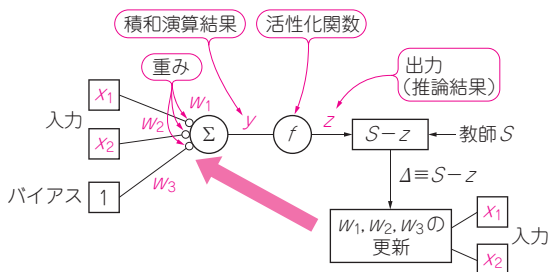 積和演算結果
活性化関数
重み
出力
(推論結果)
x1
w1
入力
w2
y
z
x2
Σ
f
S−z
教師S
w3
バイアス
1
Δ≡S−z
w1, w2, w3の
更新
x1
入力
x2